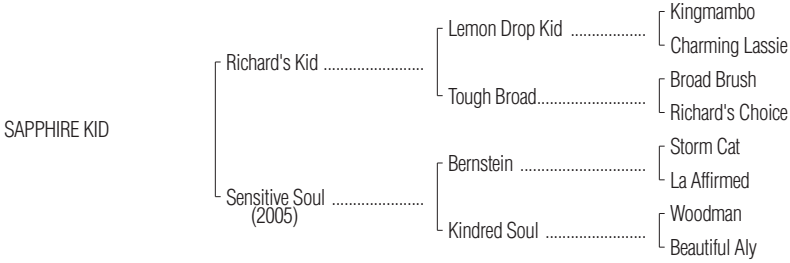 Kingmambo
Lemon Drop Kid ..................
Charming Lassie
Richard's Kid .......................
Broad Brush
Tough Broad..........................
Richard's Choice
SAPPHIRE KID
Storm Cat
Bernstein ..............................
La Affirmed
Sensitive Soul .....................
(2005)
Woodman
Kindred Soul ........................
Beautiful Aly